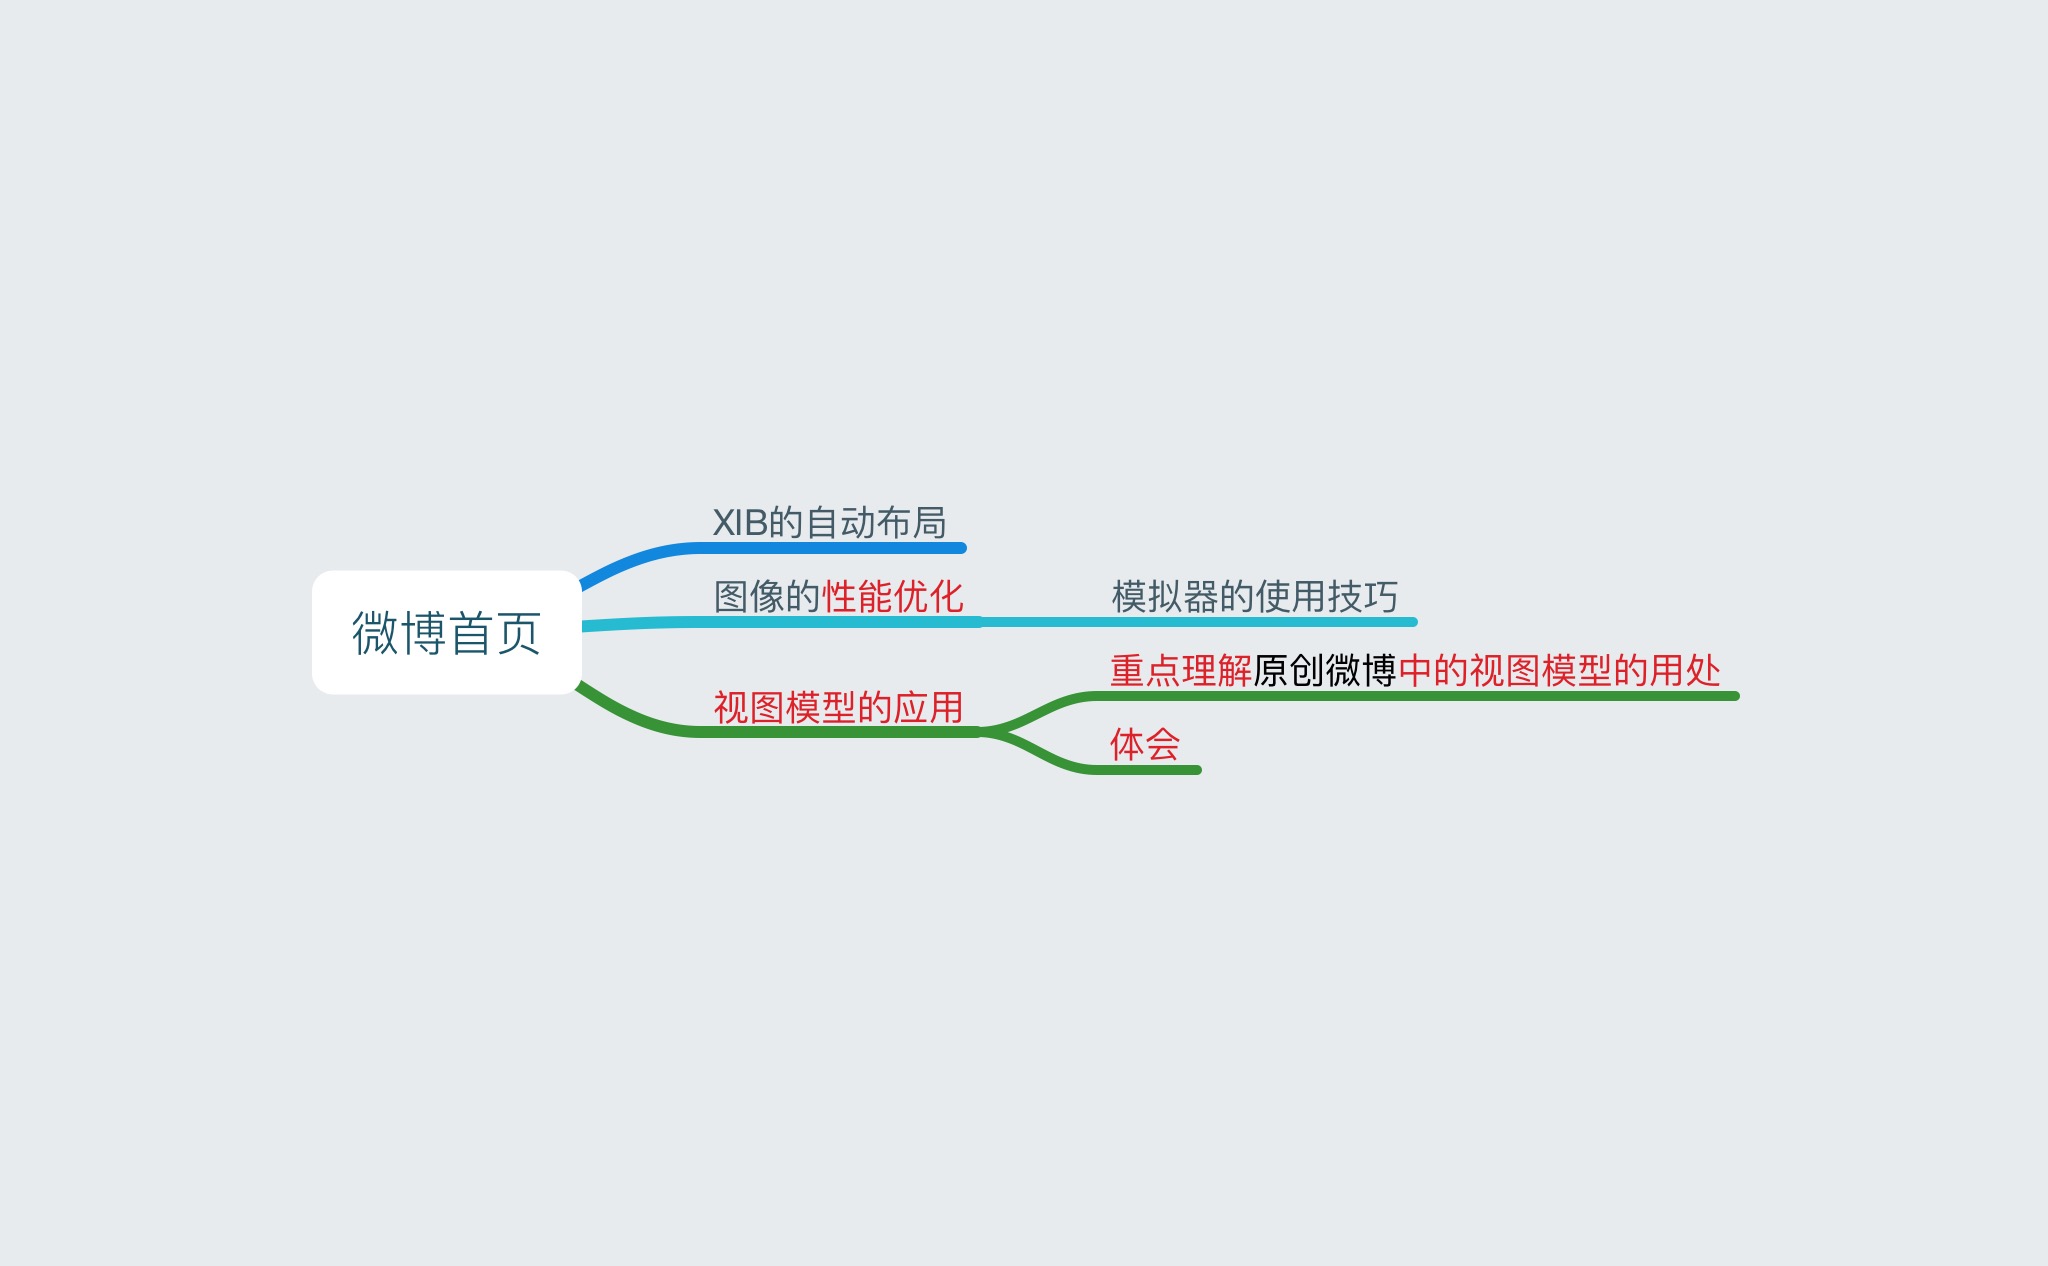 微博首页
XIB的自动布局
图像的性能优化
模拟器的使用技巧
视图模型的应用
重点理解原创微博中的视图模型的用处
体会